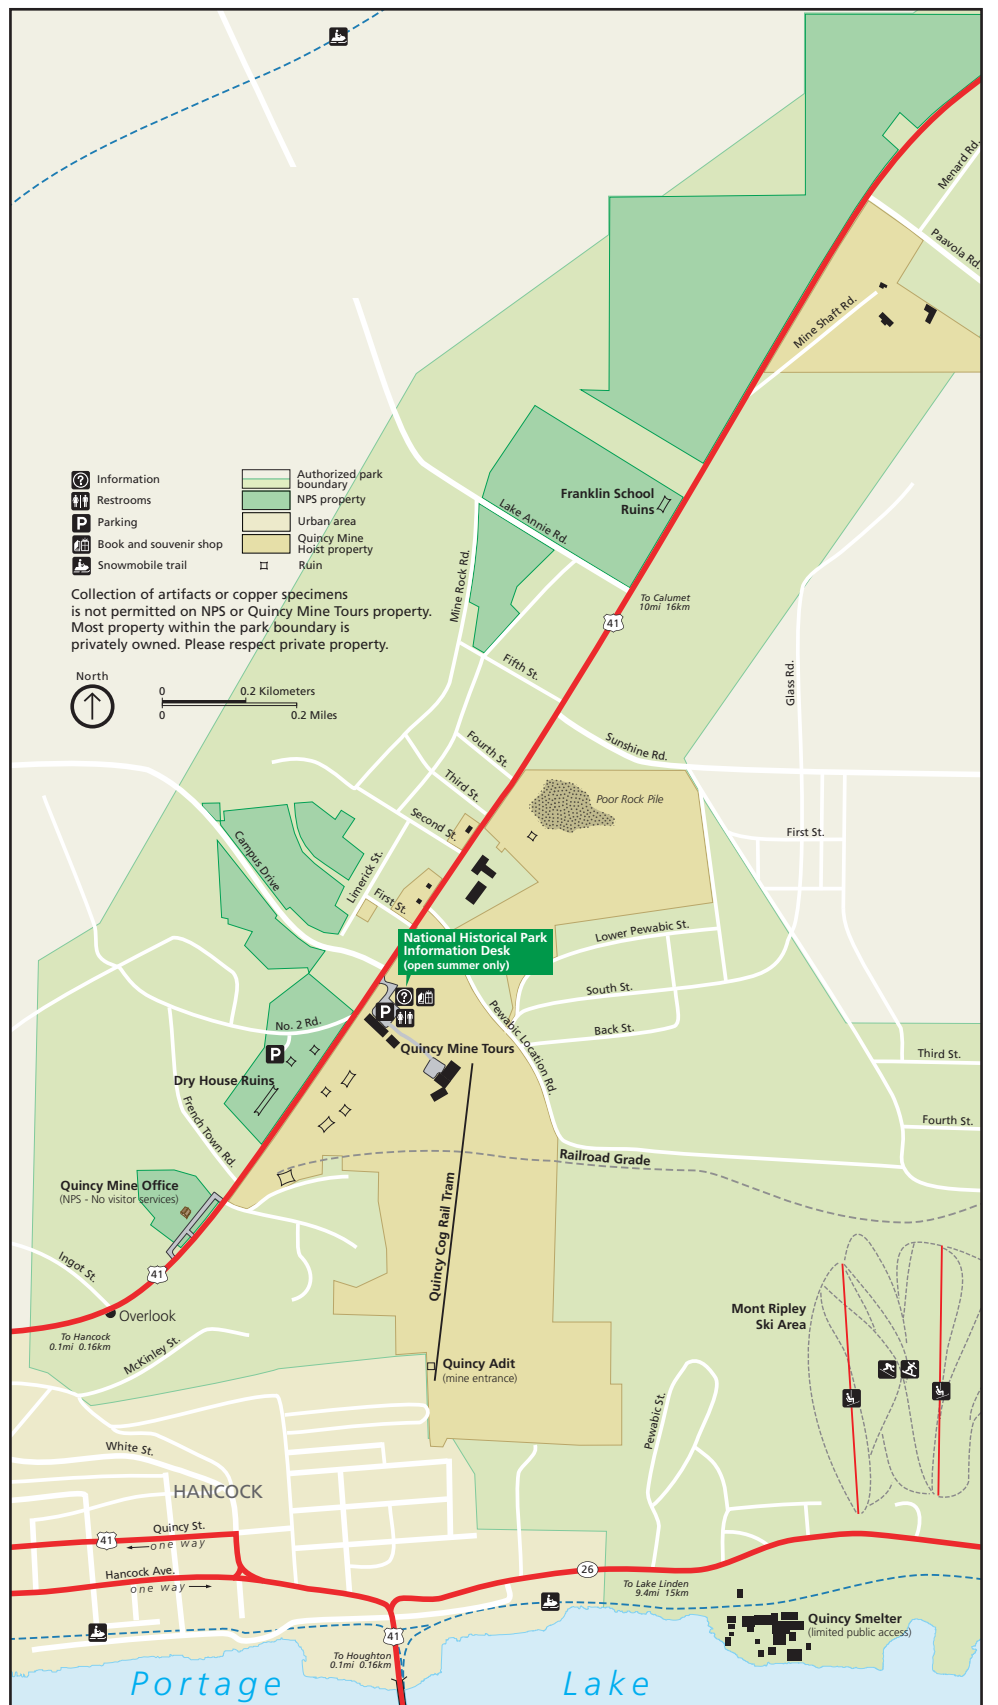 Menard Rd.
Paavola Rd.
Mine Shaft Rd.
Franklin School
Ruins
Lake Annie Rd.
Mine Rock Rd.
Information
Restrooms
P
Parking
Book and souvenir shop
Snowmobile trail
Authorized park
boundary
NPS property
Urban area
Quincy Mine
Hoist property
Ruin
Collection of artifacts or copper specimens
is not permitted on NPS or Quincy Mine Tours property.
Most property within the park boundary is
privately owned. Please respect private property.
North
0
0.2 Kilometers
0
0.2 Miles
To Calumet
10mi 16km
41
Fifth St.
Glass Rd.
Sunshine Rd.
Fourth St.
Third St.
Second St.
Poor Rock Pile
First St.
Campus Drive
Limerick St.
First St.
National Historical Park
Information Desk
(open summer only)
Lower Pewabic St.
South St.
Back St.
Pewabic Location Rd.
P
No. 2 Rd.
P
Quincy Mine Tours
Third St.
Dry House Ruins
French Town Rd.
Fourth St.
Railroad Grade
Quincy Mine Office
(NPS - No visitor services)
Quincy Cog Rail Tram
Ingot St.
41
Overlook
To Hancock
0.1mi 0.16km
McKinley St.
Mont Ripley
Ski Area
Quincy Adit
(mine entrance)
Pewabic St.
White St.
HANCOCK
Quincy St.
41
one way
Hancock Ave.
one way
26
To Lake Linden
9.4mi 15km
Quincy Smelter
(limited public access)
41
To Houghton
0.1mi 0.16km
Portage Lake